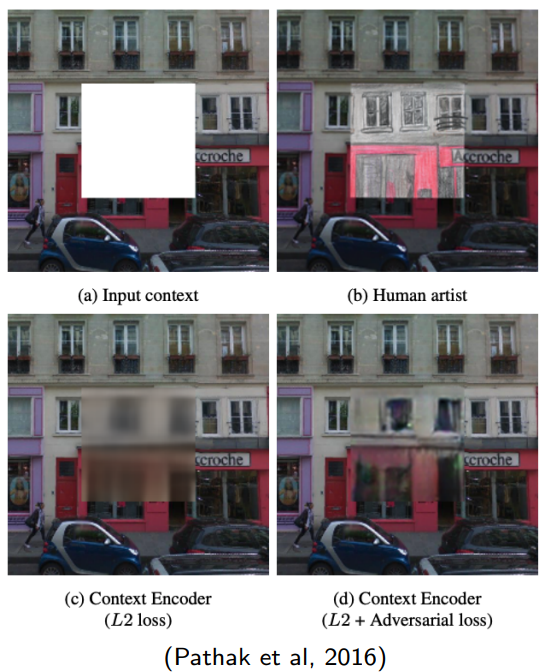 ccroche
(a) Input context
Accroche
(b) Human artist
ccroche
(c) Context Encoder
(L2 loss)
ccroche
(d) Context Encoder
(L2 + Adversarial loss)
(Pathak et al, 2016)